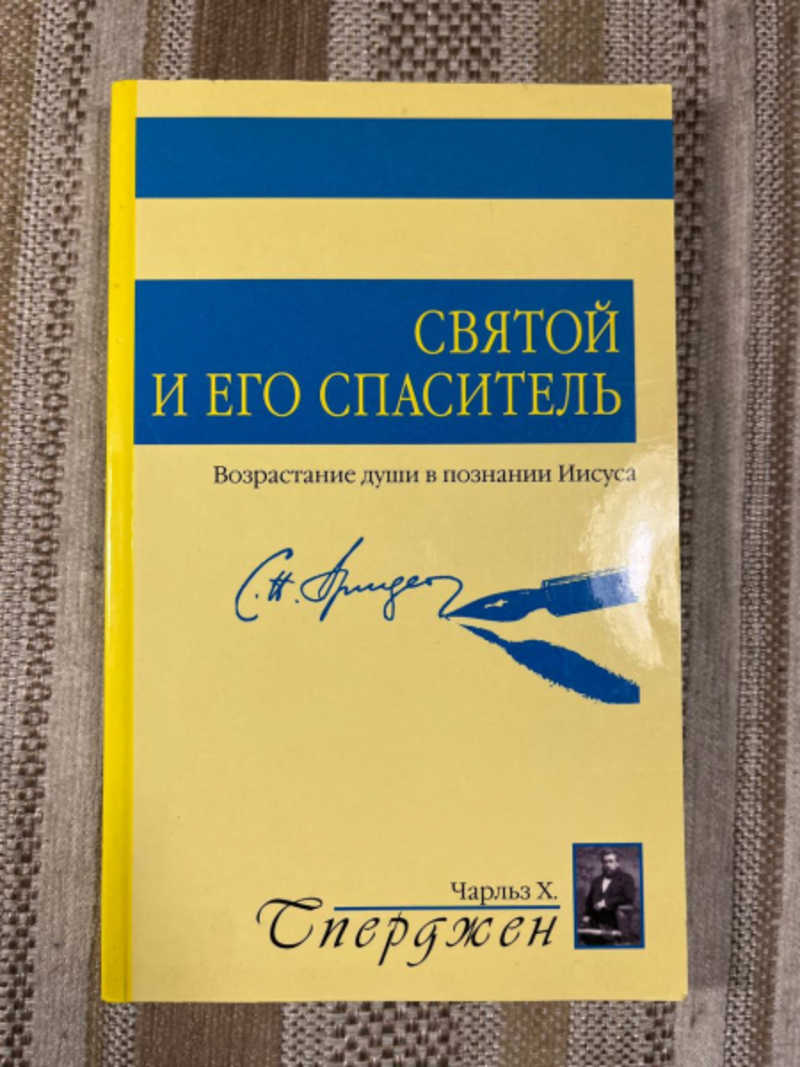 СВЯТОЙ
И ЕГО СПАСИТЕЛЬ
Возрастание души в познании Иисуса
Чарльз Х.
Сперджен